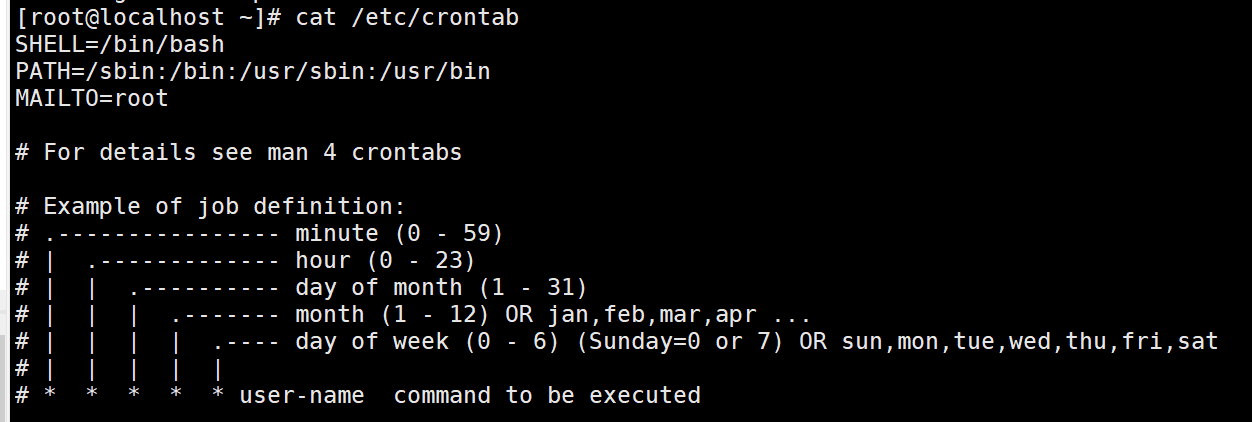 [root@localhost ~]# cat /etc/crontab
SHELL=/bin/bash
PATH=/sbin:/bin:/usr/sbin:/usr/bin
MAILTO=root

# For details see man 4 crontabs

# Example of job definition:
# .---------------- minute (0 - 59)
# |  .------------- hour (0 - 23)
# |  |  .---------- day of month (1 - 31)
# |  |  |  .------- month (1 - 12) OR jan,feb,mar,apr ...
# |  |  |  |  .---- day of week (0 - 6) (Sunday=0 or 7) OR sun,mon,tue,wed,thu,fri,sat
# |  |  |  |  |
# *  *  *  *  * user-name  command to be executed